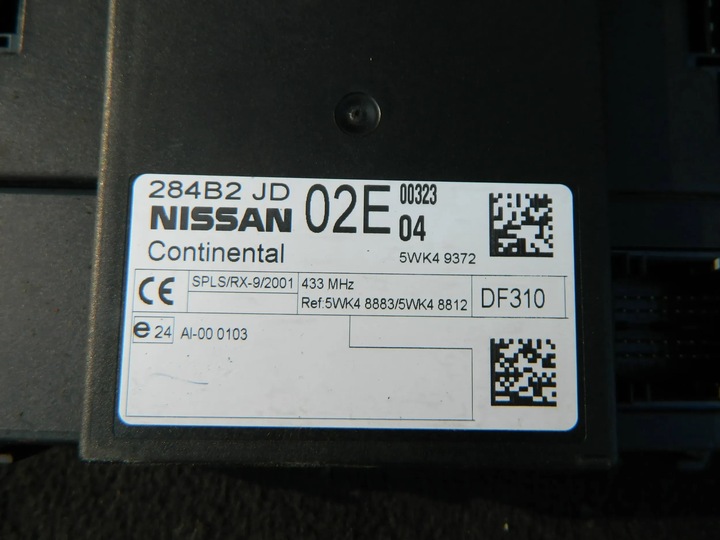 284B2 JD 02E 00323
NISSAN 04
Continental 5WK4 9372
CE SPLS/RX-9/2001 433 MHz
Ref:5WK4 8883/5WK4 8812 DF310
e 24 AI-00 0103